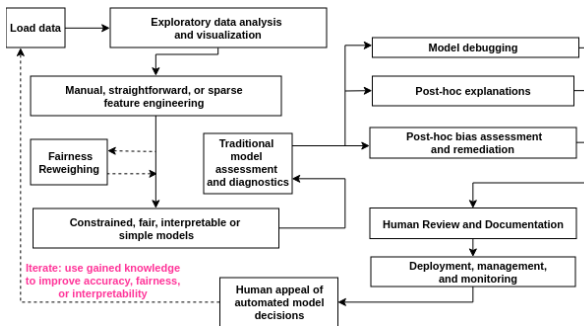 Load data
Exploratory data analysis
and visualization
Manual, straightforward, or sparse
feature engineering
Fairness
Reweighing
Constrained, fair, interpretable or
simple models
Traditional
model
assessment
and diagnostics
Model debugging
Post-hoc explanations
Post-hoc bias assessment
and remediation
Human Review and Documentation
Deployment, management,
and monitoring
Human appeal of
automated model
decisions
Iterate: use gained knowledge
to improve accuracy, fairness,
or interpretability